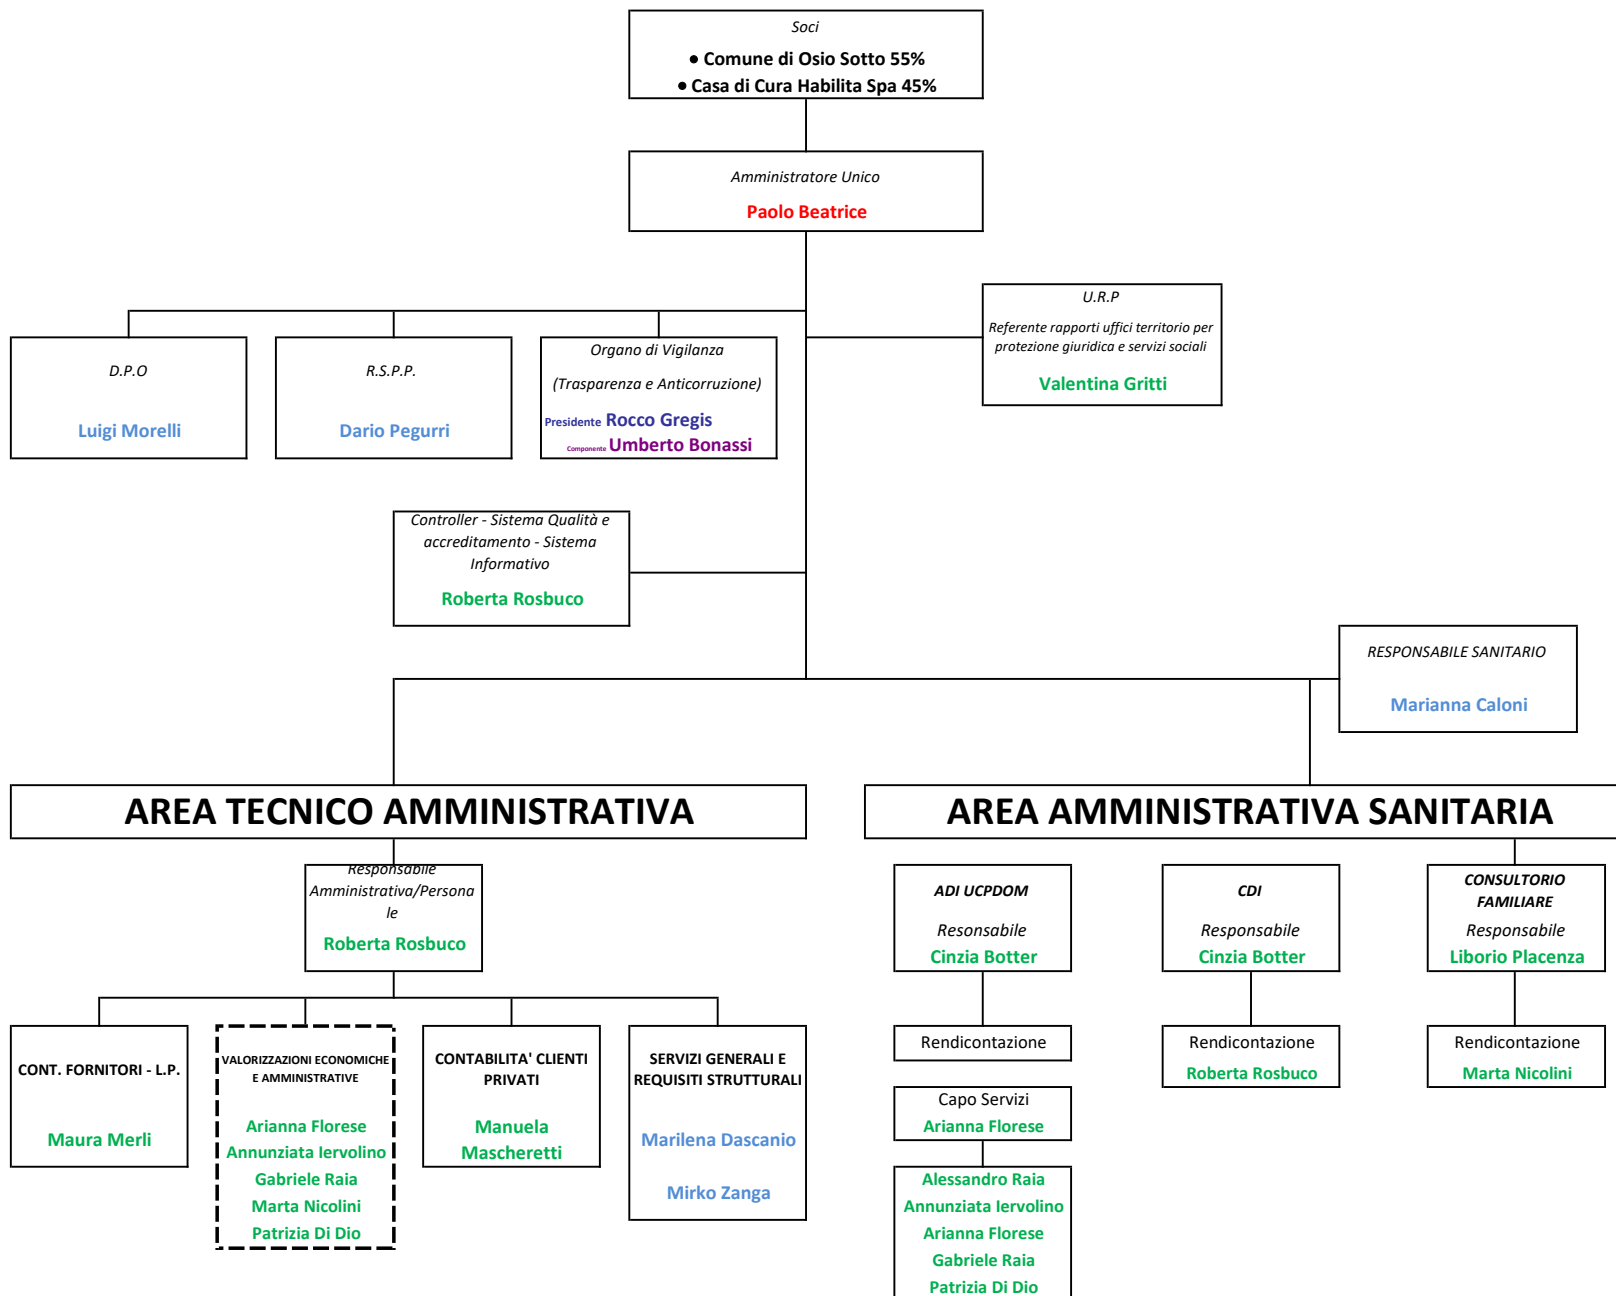 Soci
• Comune di Osio Sotto 55%
• Casa di Cura Habilita Spa 45%
Amministratore Unico
Paolo Beatrice
U.R.P
Referente rapporti uffici territorio per
protezione giuridica e servizi sociali
Valentina Gritti
D.P.O
Luigi Morelli
R.S.P.P.
Dario Pegurri
Organo di Vigilanza
(Trasparenza e Anticorruzione)
Presidente Rocco Gregis
Componente Umberto Bonassi
Controller - Sistema Qualità e
accreditamento - Sistema
Informativo
Roberta Rosbuco
RESPONSABILE SANITARIO
Marianna Caloni
AREA TECNICO AMMINISTRATIVA
Responsabile
Amministrativa/Persona
le
Roberta Rosbuco
CONT. FORNITORI - L.P.
Maura Merli
VALORIZZAZIONI ECONOMICHE
E AMMINISTRATIVE
Arianna Florese
Annunziata Iervolino
Gabriele Raia
Marta Nicolini
Patrizia Di Dio
CONTABILITA' CLIENTI
PRIVATI
Manuela
Mascheretti
SERVIZI GENERALI E
REQUISITI STRUTTURALI
Marilena Dascanio
Mirko Zanga
AREA AMMINISTRATIVA SANITARIA
ADI UCPDOM
Resonsabile
Cinzia Botter
Rendicontazione
Capo Servizi
Arianna Florese
Alessandro Raia
Annunziata Iervolino
Arianna Florese
Gabriele Raia
Patrizia Di Dio
CDI
Responsabile
Cinzia Botter
Rendicontazione
Roberta Rosbuco
CONSULTORIO
FAMILIARE
Responsabile
Liborio Placenza
Rendicontazione
Marta Nicolini